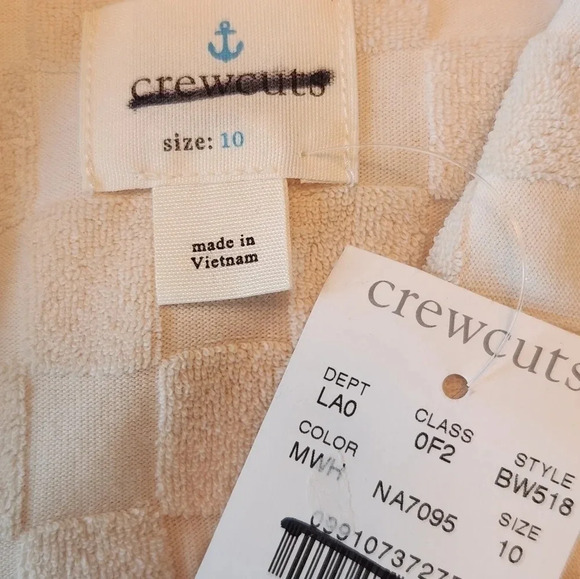 crewcuts
size: 10
made in
Vietnam
crewcuts
DEPT CLASS STYLE
LA0 0F2 BW518
COLOR SIZE
MWH NA7095 10